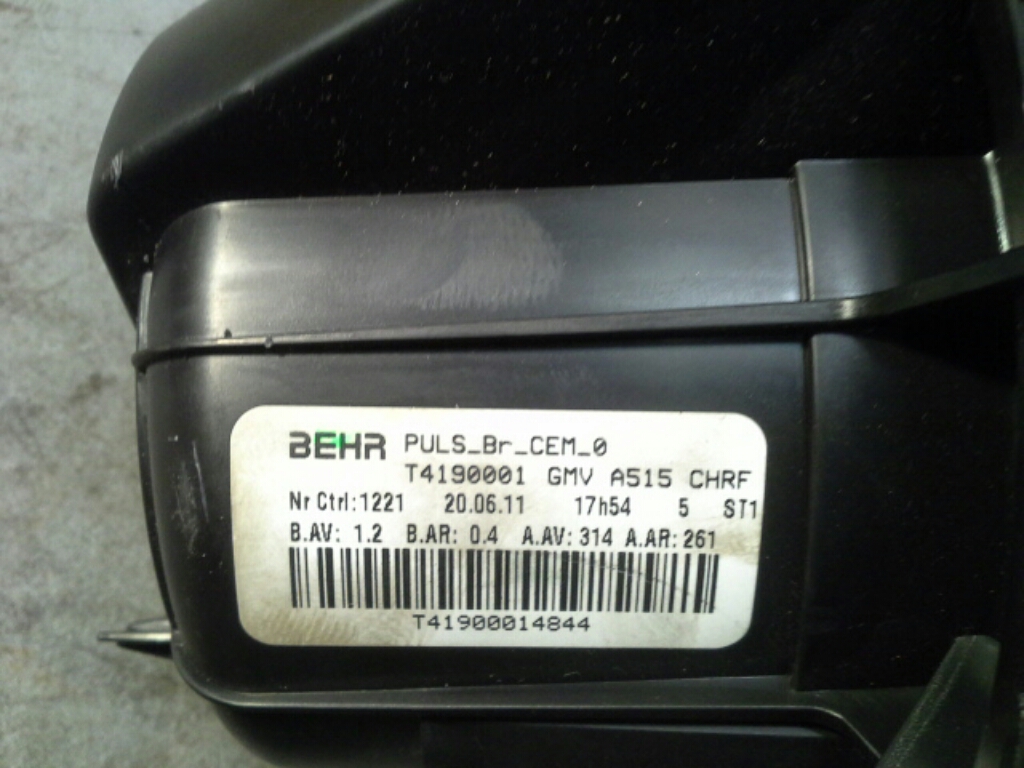 BEHR PULS_Br_CEM_0
T4190001 GMV A515 CHRF
Nr Ctrl:1221 20.06.11 17h54 5 ST1
B.AV: 1.2 B.AR: 0.4 A.AV: 314 A.AR: 261
T41900014844